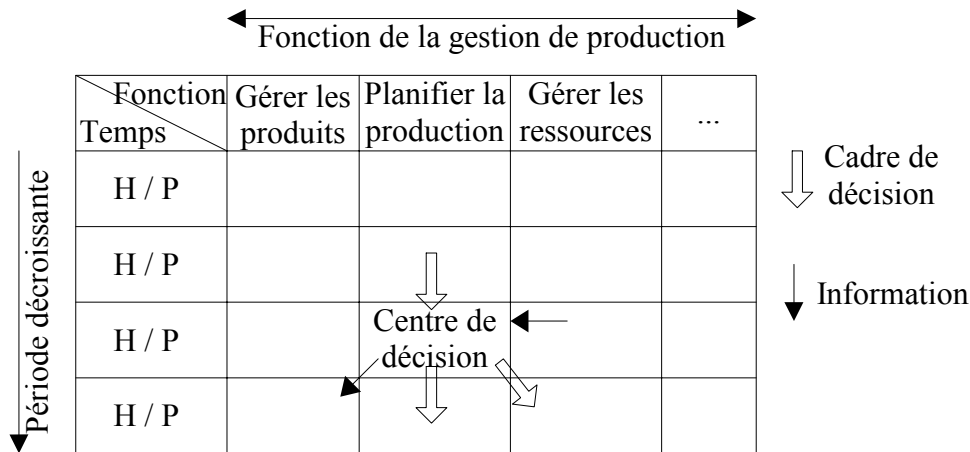 Fonction de la gestion de production
Fonction
Temps
Gérer les
produits
Planifier la
production
Gérer les
ressources
...
Période décroissante
H / P
H / P
H / P
Centre de
décision
H / P
Cadre de
décision
Information